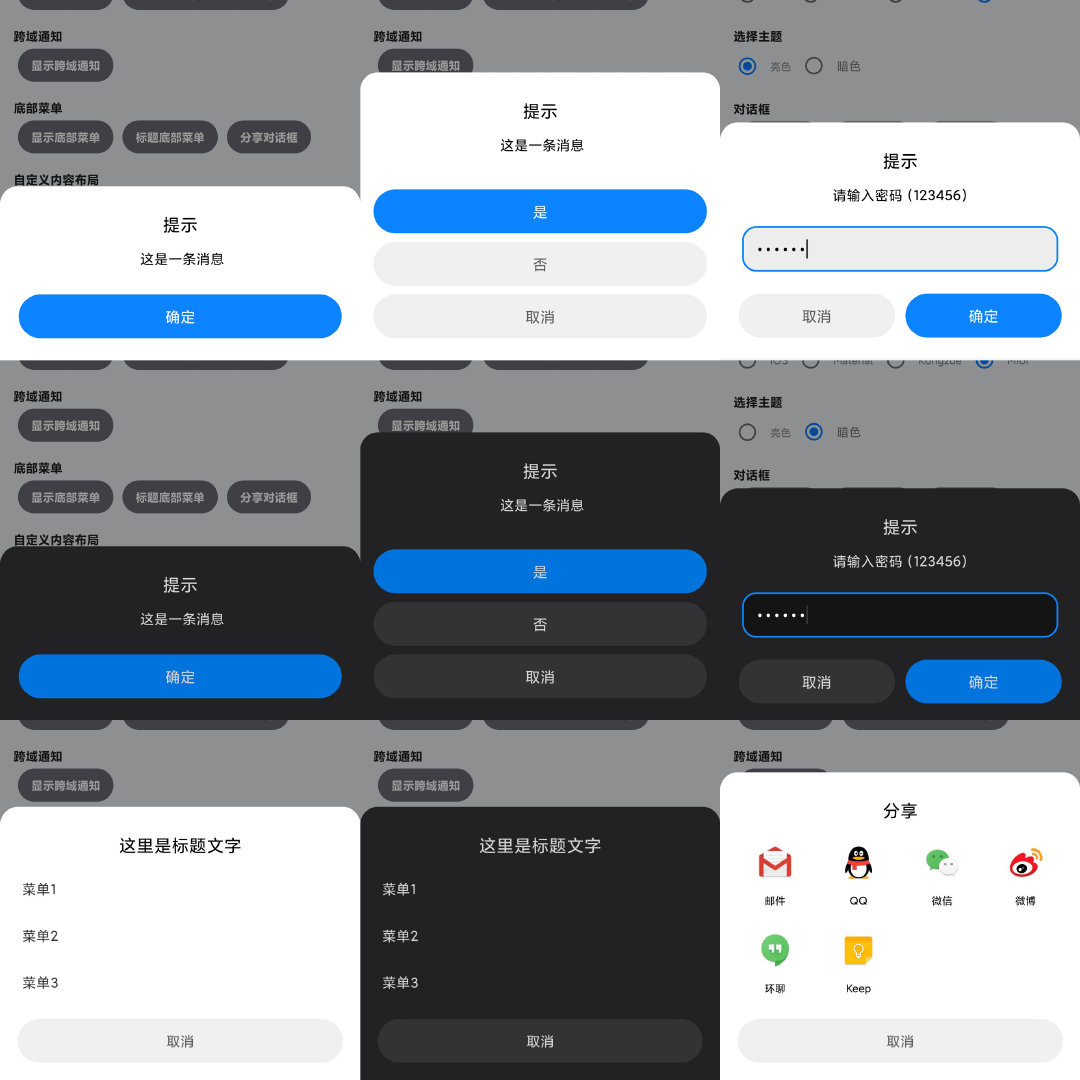 跨域通知
显示跨域通知
底部菜单
显示底部菜单 标题底部菜单 分享对话框
自定义内容布局
提示
这是一条消息
确定
跨域通知
显示跨域通知
提示
这是一条消息
是
否
取消
选择主题
亮色 暗色
对话框
提示
请输入密码 (123456)
••••••
取消 确定
跨域通知
显示跨域通知
底部菜单
显示底部菜单 标题底部菜单 分享对话框
自定义内容布局
提示
这是一条消息
确定
跨域通知
显示跨域通知
提示
这是一条消息
是
否
取消
iOS Material Kongzue MIUI
选择主题
亮色 暗色
对话框
提示
请输入密码 (123456)
••••••
取消 确定
跨域通知
显示跨域通知
这里是标题文字
菜单1
菜单2
菜单3
取消
跨域通知
显示跨域通知
这里是标题文字
菜单1
菜单2
菜单3
取消
跨域通知
分享
邮件 QQ 微信 微博
环聊 Keep
取消